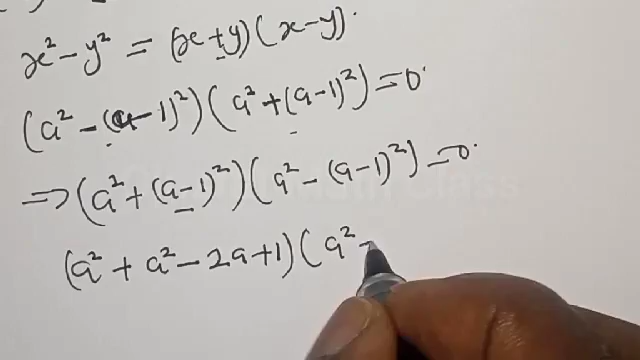 x² - y² = (x+y)(x-y).
(a² - (a-1)²)(a² + (a-1)²) = 0.
⇒ (a² + (a-1)²)(a² - (a-1)²) = 0.
(a² + a² - 2a + 1)(a² -